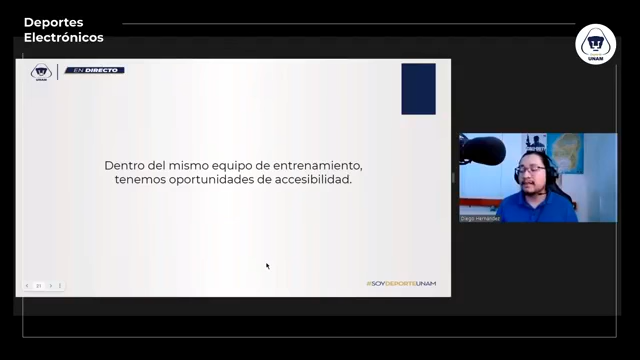 Deportes
Electrónicos
UNAM
UNAM
EN DIRECTO
Dentro del mismo equipo de entrenamiento,
tenemos oportunidades de accesibilidad.
Diego Hernández
21
#SOYDEPORTEUNAM